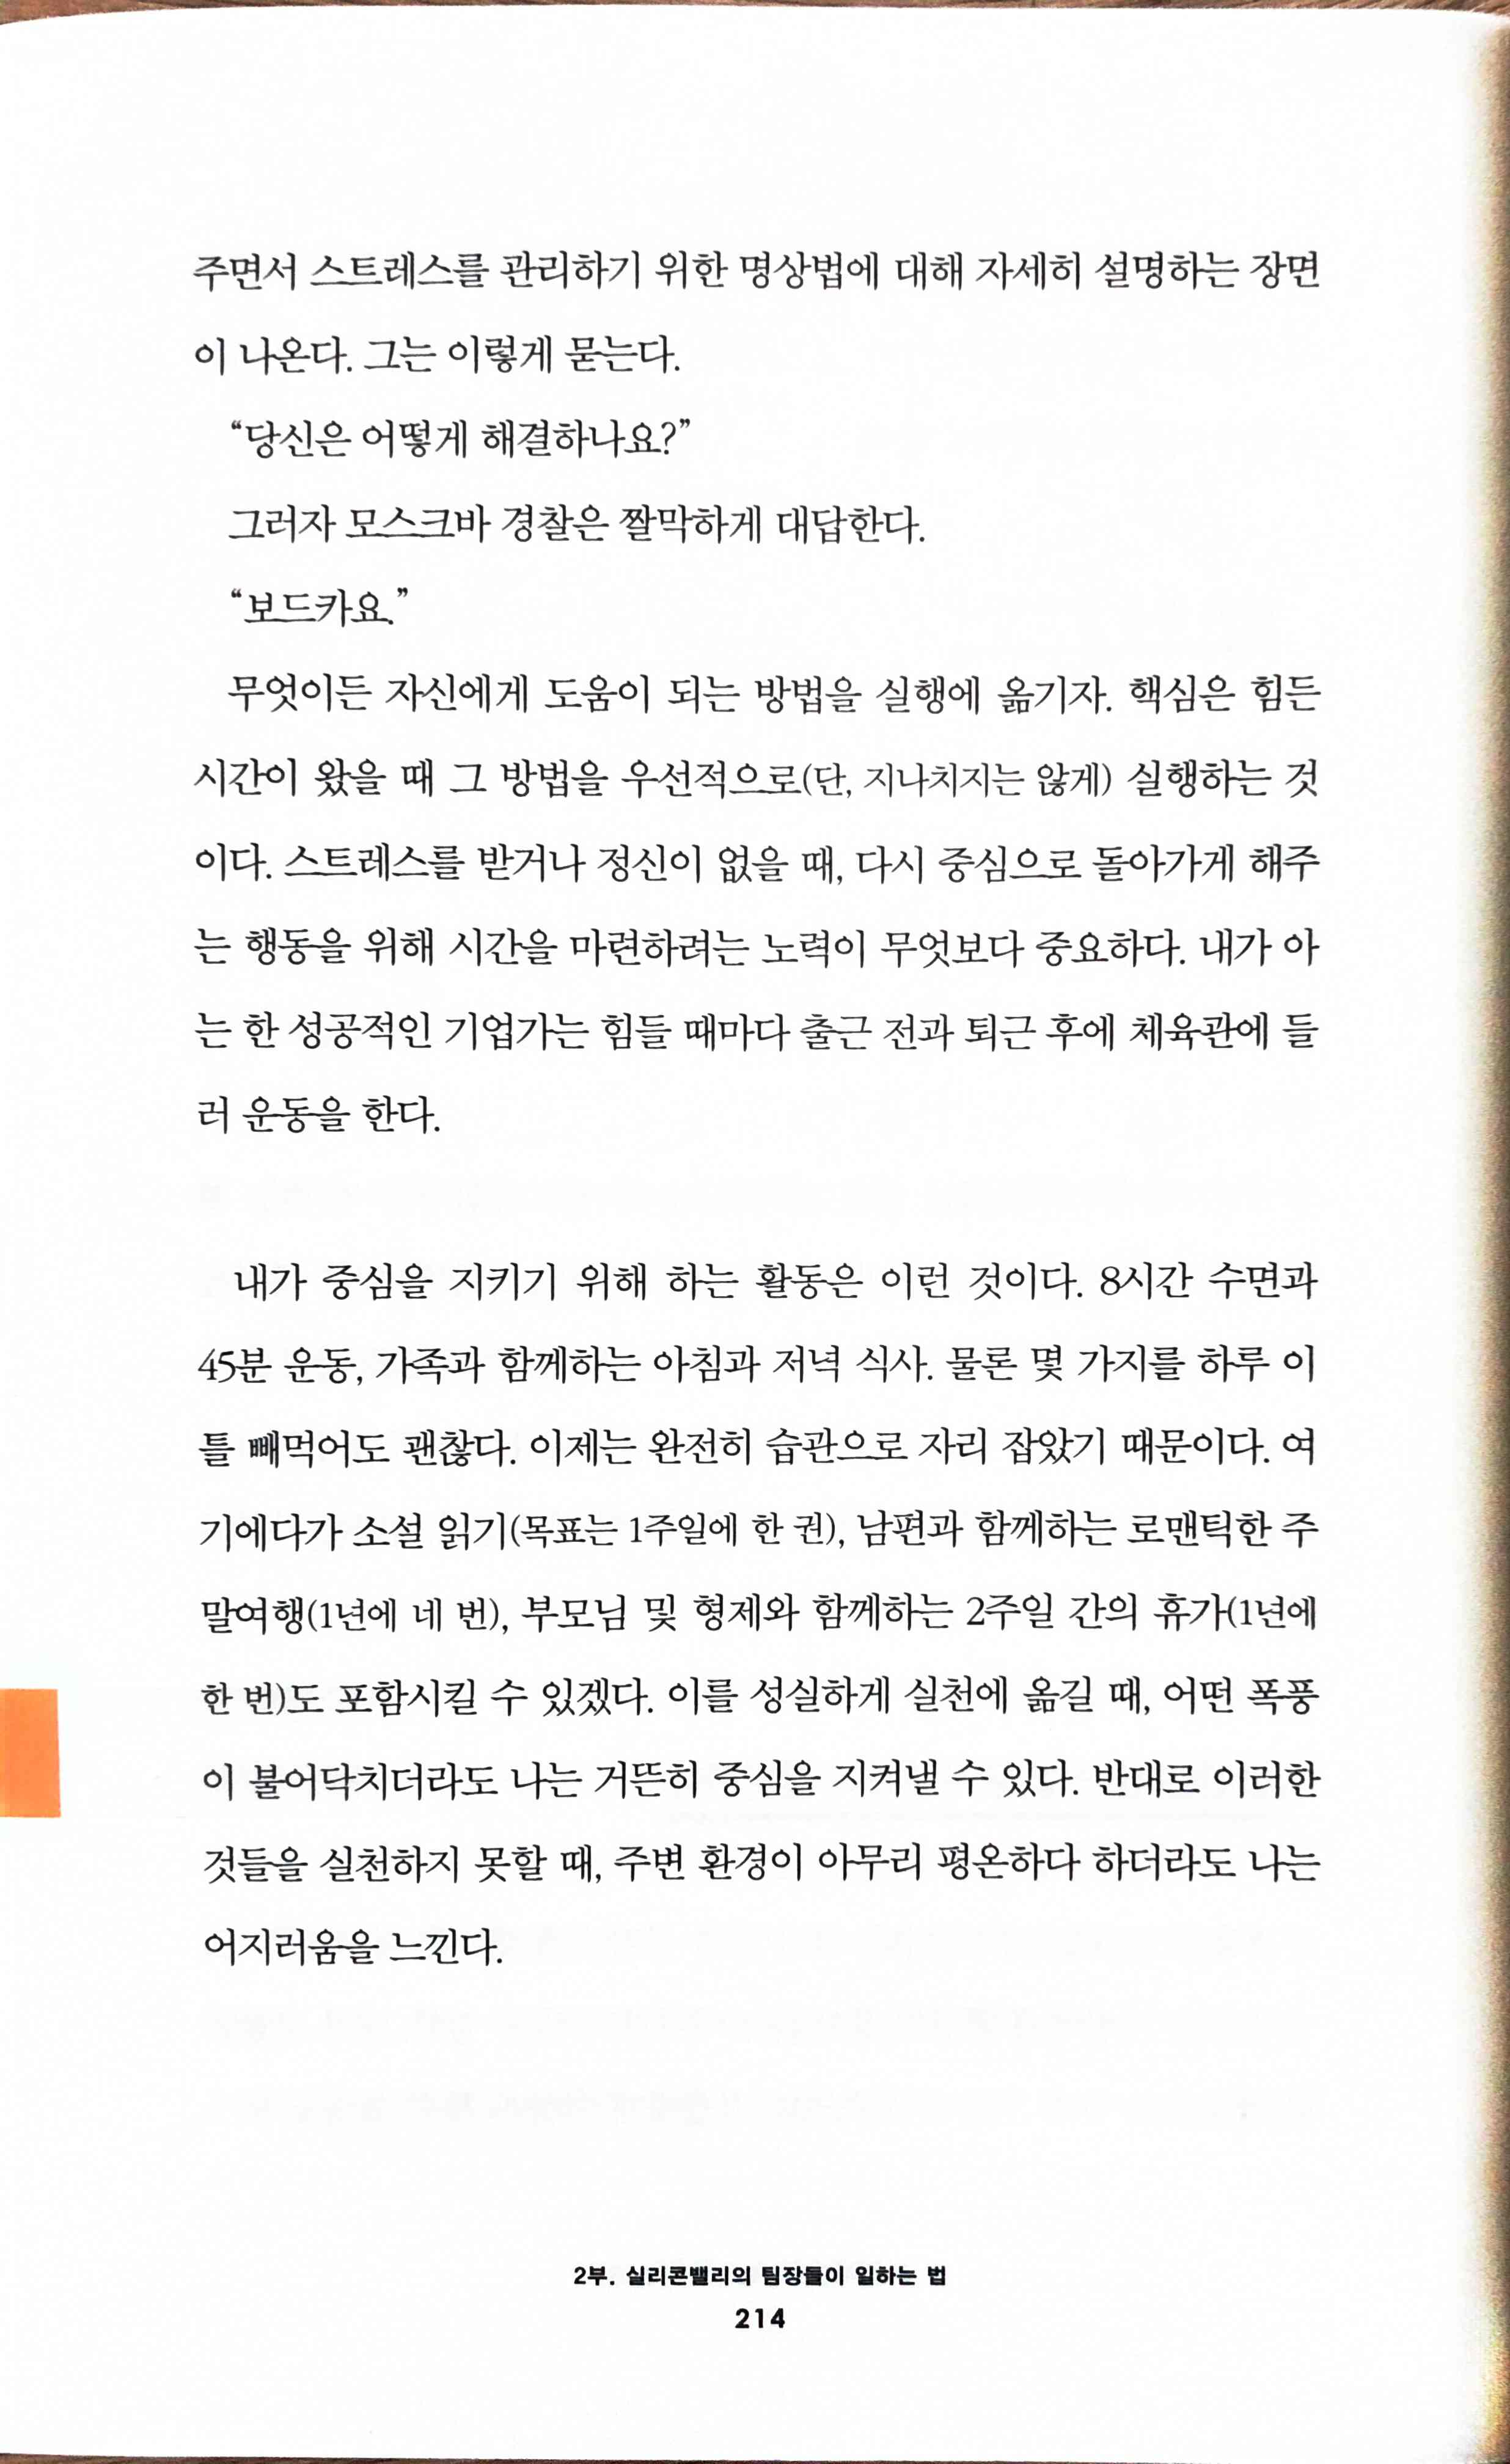 주면서 스트레스를 관리하기 위한 명상법에 대해 자세히 설명하는 장면
이 나온다. 그는 이렇게 묻는다.
“당신은 어떻게 해결하나요?”
그러자 모스크바 경찰은 짤막하게 대답한다.
“보드카요.”
무엇이든 자신에게 도움이 되는 방법을 실행에 옮기자. 핵심은 힘든
시간이 왔을 때 그 방법을 우선적으로(단, 지나치지는 않게) 실행하는 것
이다. 스트레스를 받거나 정신이 없을 때, 다시 중심으로 돌아가게 해주
는 행동을 위해 시간을 마련하려는 노력이 무엇보다 중요하다. 내가 아
는 한 성공적인 기업가는 힘들 때마다 출근 전과 퇴근 후에 체육관에 들
러 운동을 한다.
내가 중심을 지키기 위해 하는 활동은 이런 것이다. 8시간 수면과
45분 운동, 가족과 함께하는 아침과 저녁 식사. 물론 몇 가지를 하루 이
틀 빼먹어도 괜찮다. 이제는 완전히 습관으로 자리 잡았기 때문이다. 여
기에다가 소설 읽기(목표는 1주일에 한 권), 남편과 함께하는 로맨틱한 주
말여행(1년에 네 번), 부모님 및 형제와 함께하는 2주일 간의 휴가(1년에
한 번)도 포함시킬 수 있겠다. 이를 성실하게 실천에 옮길 때, 어떤 폭풍
이 불어닥치더라도 나는 거뜬히 중심을 지켜낼 수 있다. 반대로 이러한
것들을 실천하지 못할 때, 주변 환경이 아무리 평온하다 하더라도 나는
어지러움을 느낀다.
2부. 실리콘밸리의 팀장들이 일하는 법
214